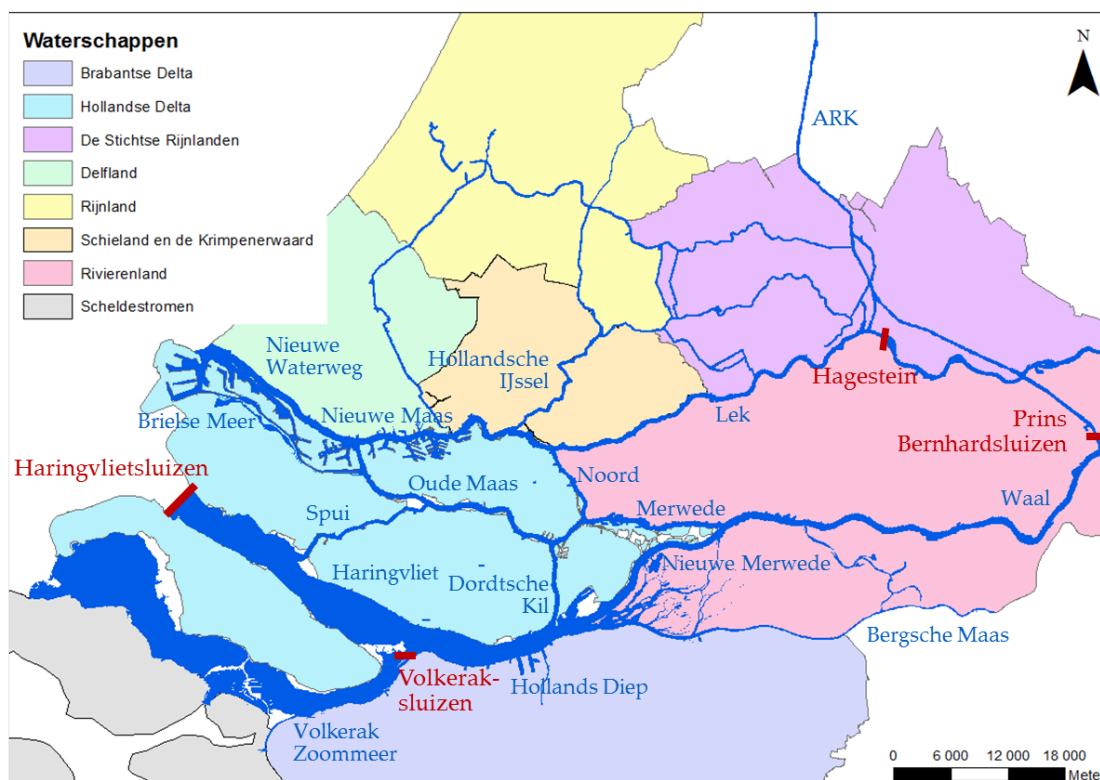 Waterschappen
Brabantse Delta
Hollandse Delta
De Stichtse Rijnlanden
Delfland
Rijnland
Schieland en de Krimpenerwaard
Rivierenland
Scheldestromen
N
ARK
Nieuwe
Waterweg
Hollandsche
IJssel
Hagestein
Brielse Meer
Nieuwe Maas
Lek
Prins
Bernhardsluizen
Haringvlietsluizen
Oude Maas
Noord
Spui
Merwede
Waal
Haringvliet
Dordtsche
Kil
Nieuwe Merwede
Bergsche Maas
Volkerak-
sluizen
Hollands Diep
Volkerak
Zoommeer
0 6 000 12 000 18 000
Mete